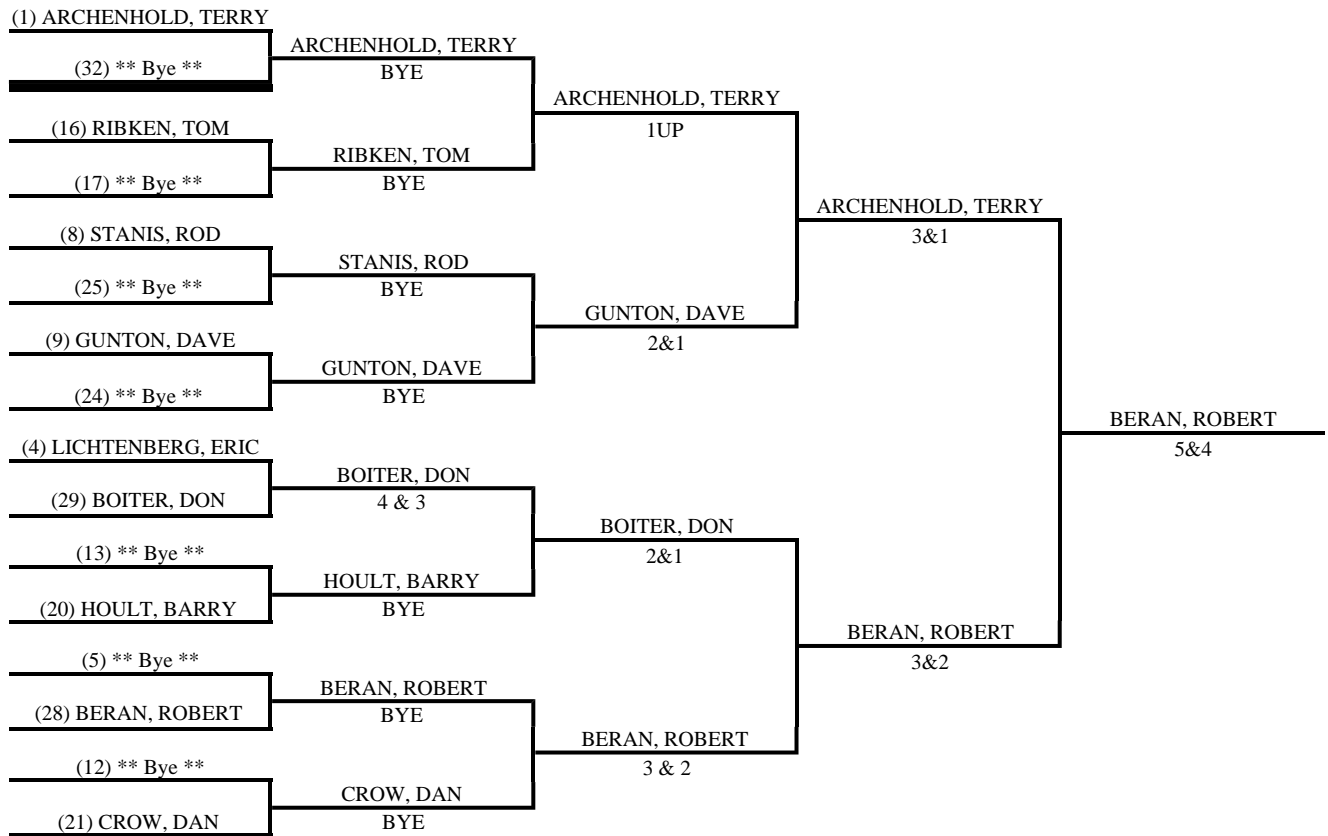 (1) ARCHENHOLD, TERRY
ARCHENHOLD, TERRY
(32) ** Bye **
BYE
ARCHENHOLD, TERRY
1UP
(16) RIBKEN, TOM
RIBKEN, TOM
(17) ** Bye **
BYE
ARCHENHOLD, TERRY
3&1
(8) STANIS, ROD
STANIS, ROD
(25) ** Bye **
BYE
GUNTON, DAVE
2&1
(9) GUNTON, DAVE
GUNTON, DAVE
(24) ** Bye **
BYE
BERAN, ROBERT
5&4
(4) LICHTENBERG, ERIC
BOITER, DON
(29) BOITER, DON
4 & 3
BOITER, DON
2&1
(13) ** Bye **
HOULT, BARRY
(20) HOULT, BARRY
BYE
BERAN, ROBERT
3&2
(5) ** Bye **
BERAN, ROBERT
(28) BERAN, ROBERT
BYE
BERAN, ROBERT
3 & 2
(12) ** Bye **
CROW, DAN
(21) CROW, DAN
BYE